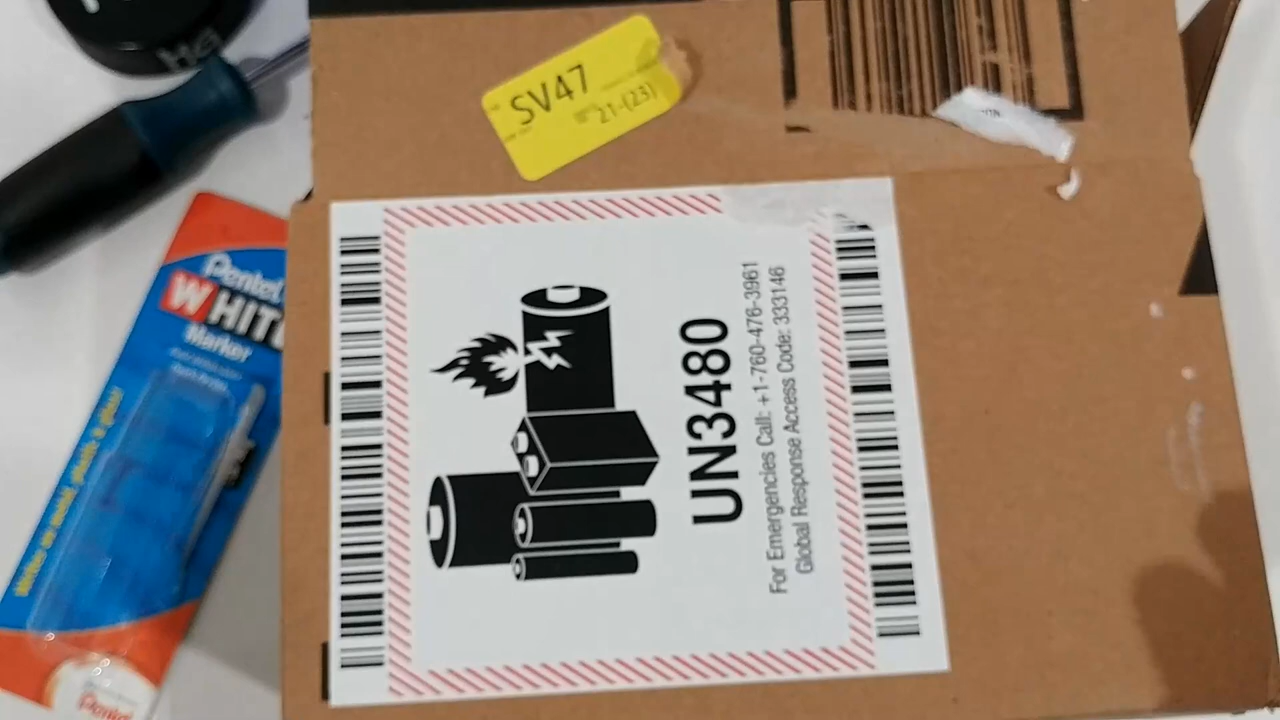 SV47
21-(23)
UN3480
For Emergencies Call: +1-760-476-3961
Global Response Access Code: 333146
Pentel
WHITE
Marker
Pentel